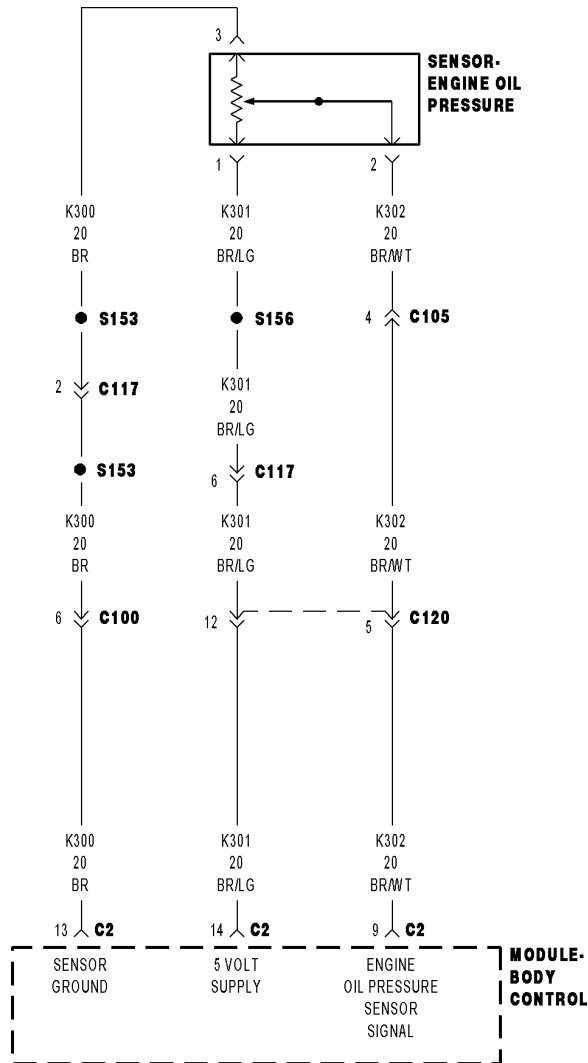 3
SENSOR-
ENGINE OIL
PRESSURE
1
2
K300
20
BR
K301
20
BR/LG
K302
20
BR/WT
S153
S156
4
C105
2
C117
K301
20
BR/LG
S153
6
C117
K300
20
BR
K301
20
BR/LG
K302
20
BR/WT
6
C100
12
5
C120
K300
20
BR
K301
20
BR/LG
K302
20
BR/WT
13
C2
14
C2
9
C2
SENSOR
GROUND
5 VOLT
SUPPLY
ENGINE
OIL PRESSURE
SENSOR
SIGNAL
MODULE-
BODY
CONTROL